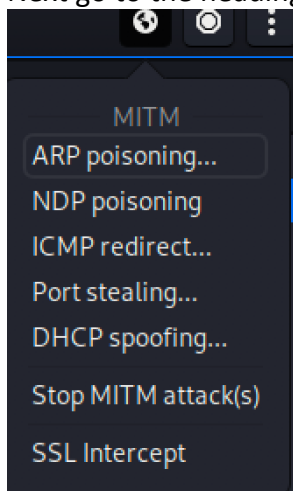 Next go to the heading
MITM
ARP poisoning...
NDP poisoning
ICMP redirect...
Port stealing...
DHCP spoofing...
Stop MITM attack(s)
SSL Intercept